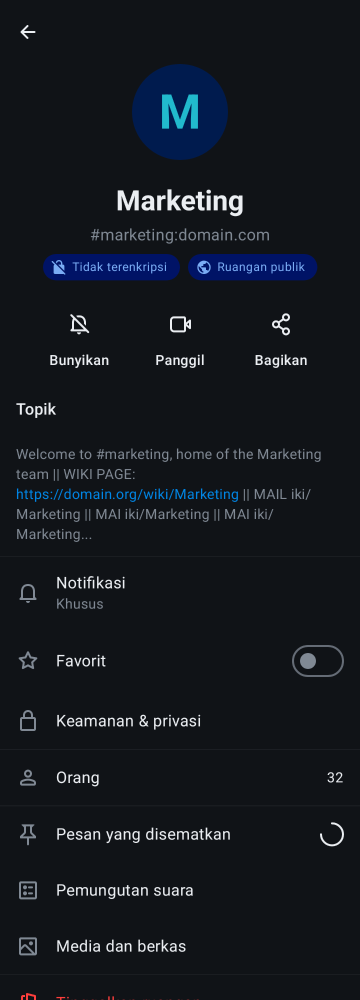 M
Marketing
#marketing:domain.com
Tidak terenkripsi
Ruangan publik
Bunyikan
Panggil
Bagikan
Topik
Welcome to #marketing, home of the Marketing
team || WIKI PAGE:
https://domain.org/wiki/Marketing || MAIL iki/
Marketing || MAI iki/Marketing || MAI iki/
Marketing...
Notifikasi
Khusus
Favorit
Keamanan & privasi
Orang
32
Pesan yang disematkan
Pemungutan suara
Media dan berkas